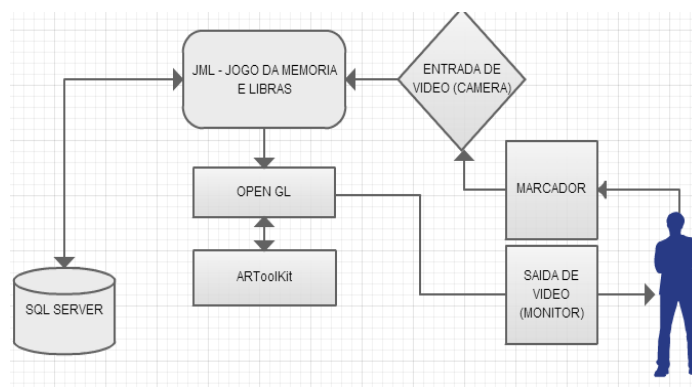 JML - JOGO DA MEMORIA
E LIBRAS
ENTRADA DE
VIDEO (CAMERA)
OPEN GL
MARCADOR
ARToolKit
SAIDA DE
VIDEO
(MONITOR)
SQL SERVER